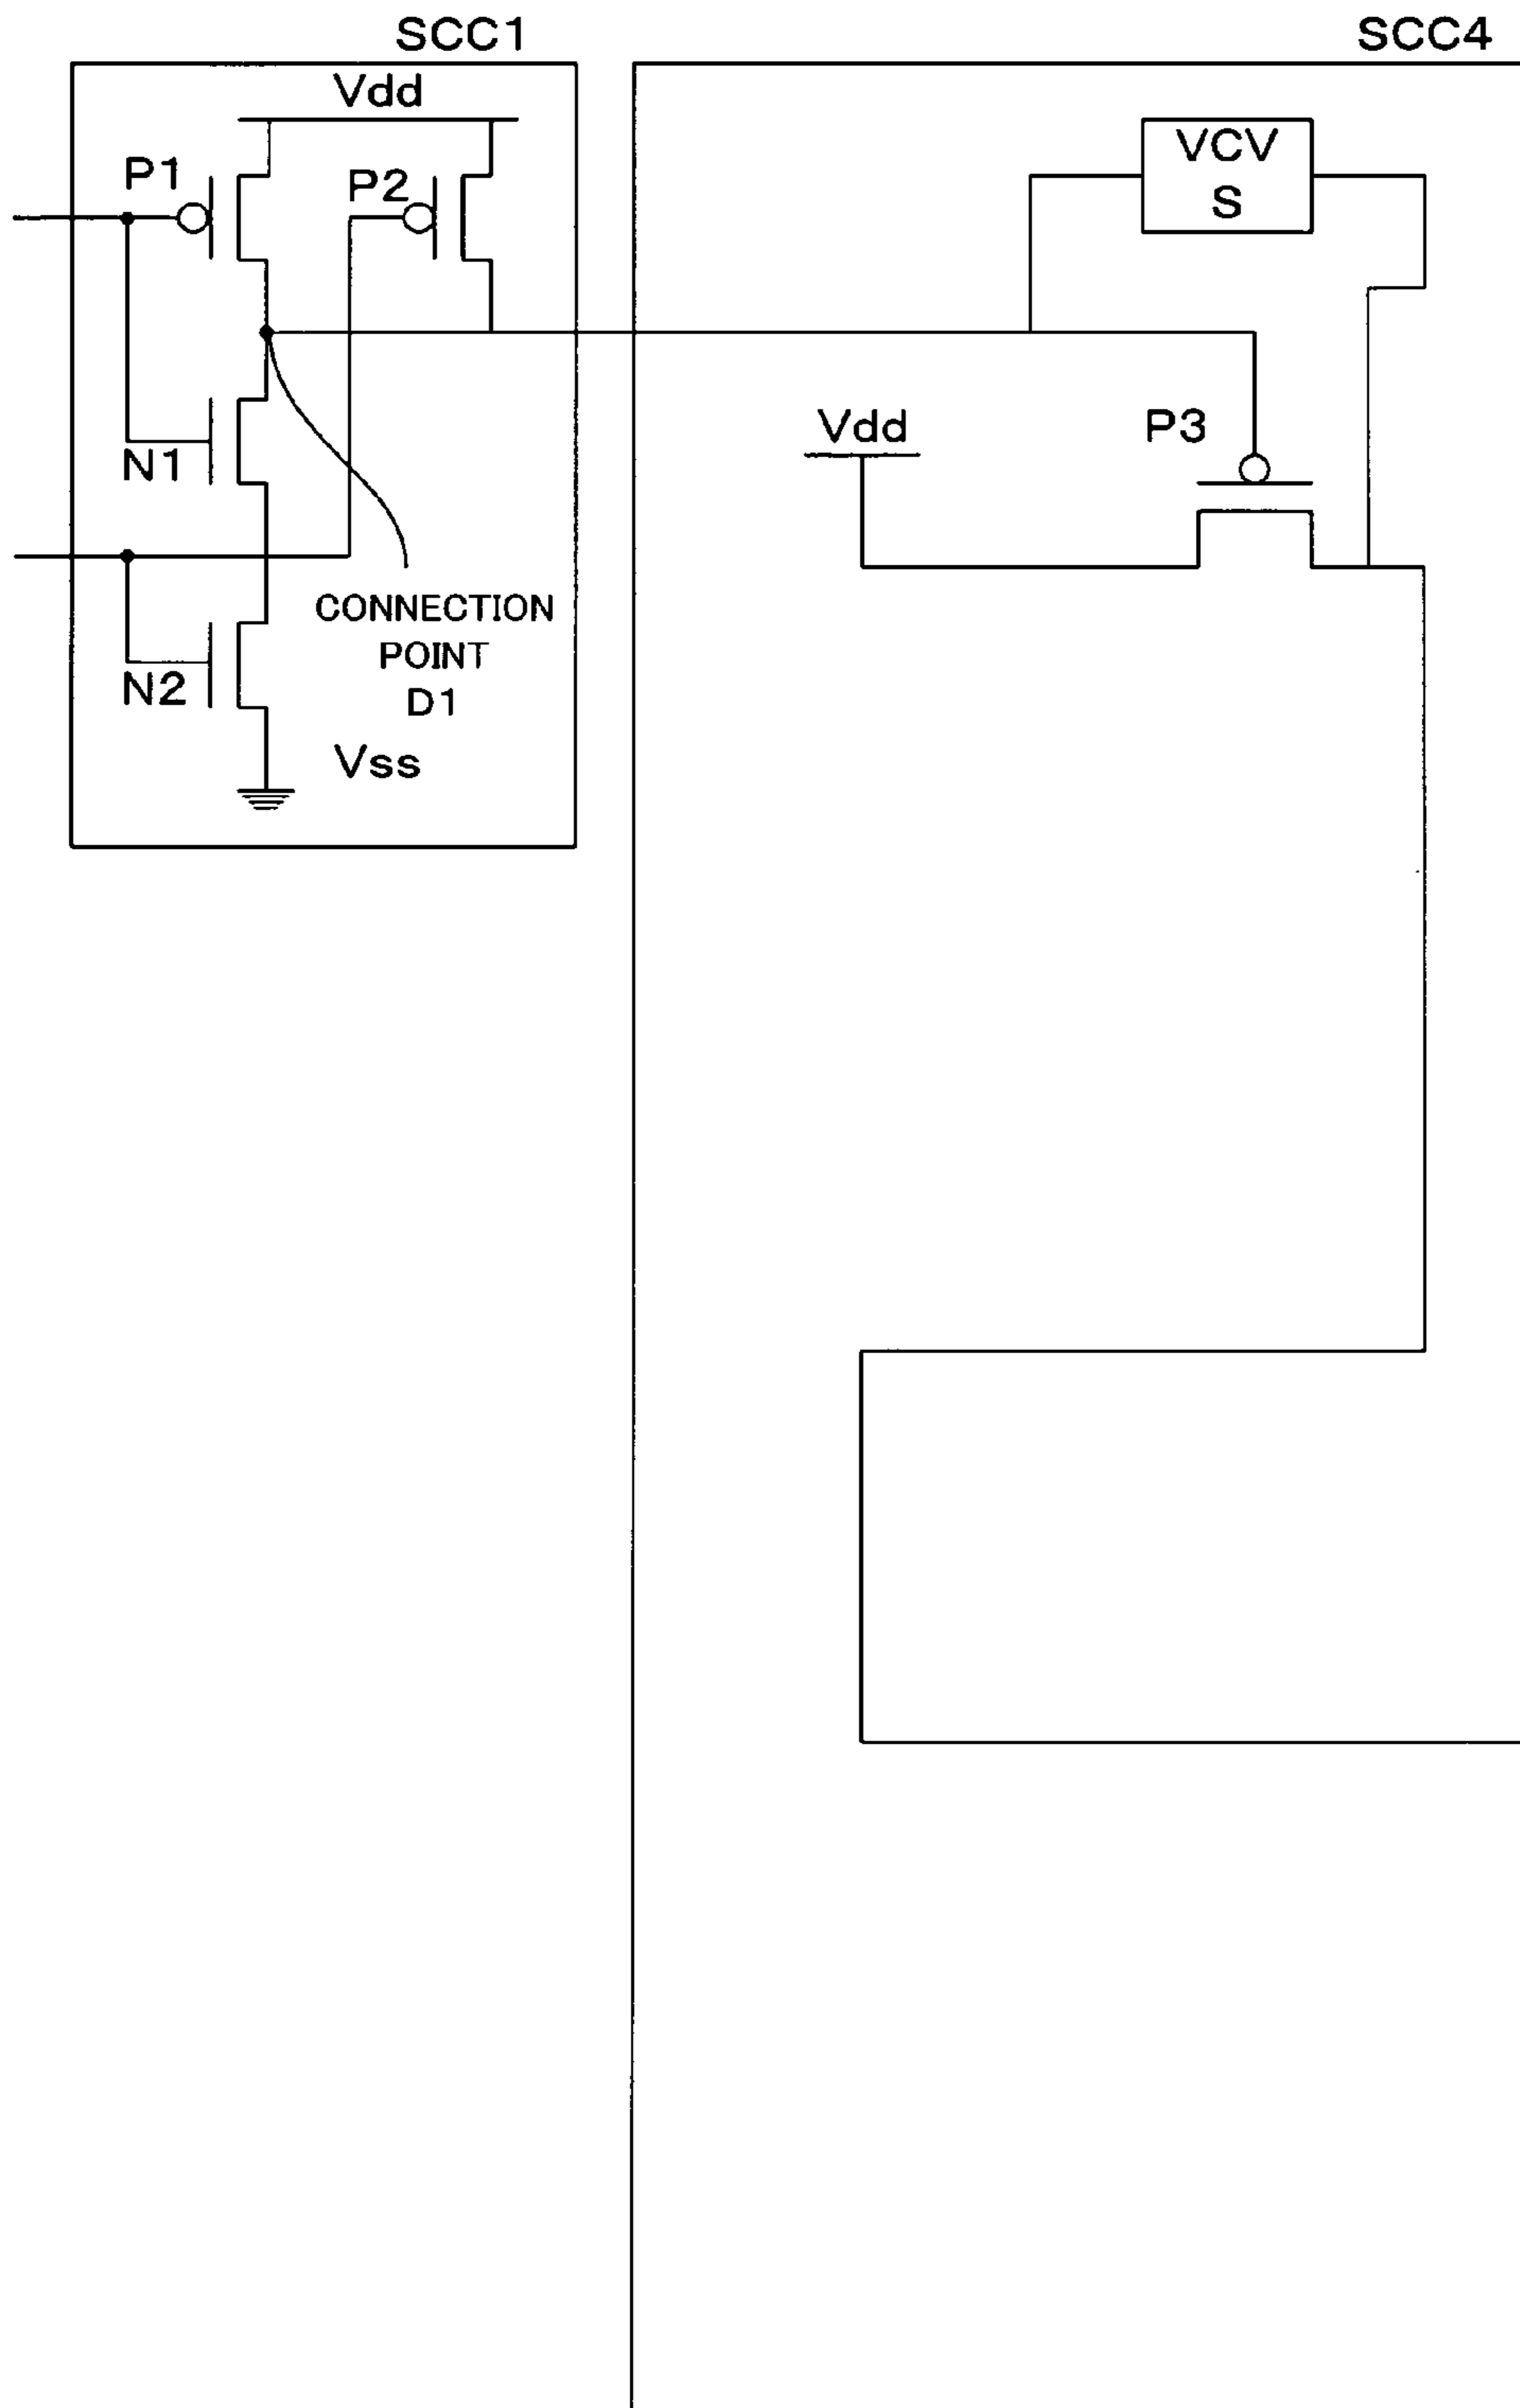 SCC1
SCC4
Vdd
P1
P2
VCV
S
N1
Vdd
P3
CONNECTION
POINT
D1
N2
Vss